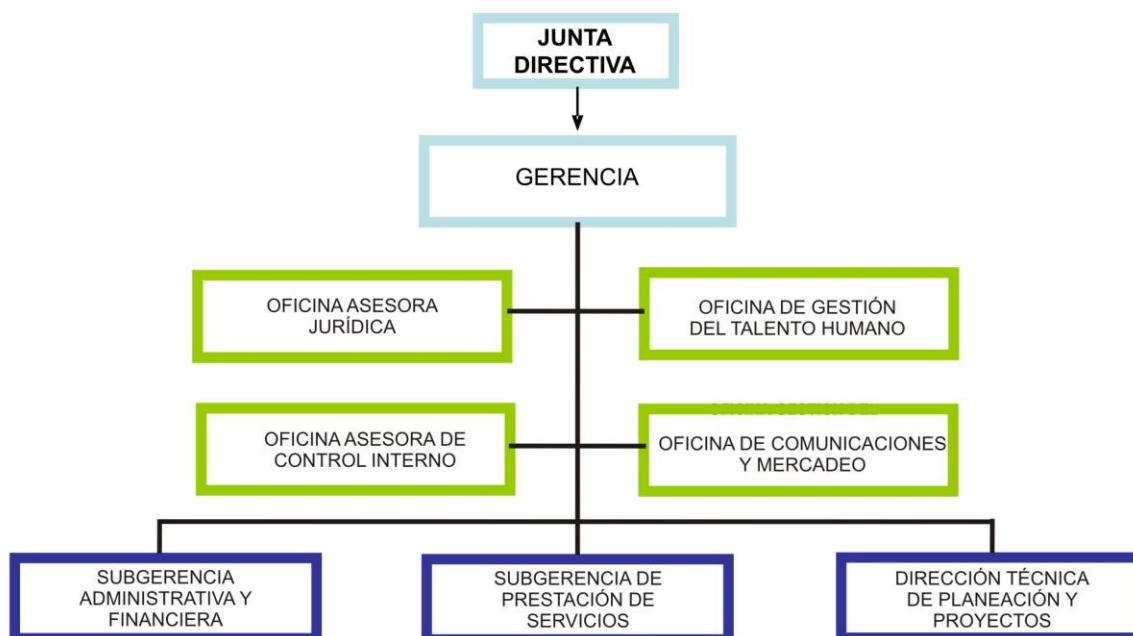 JUNTA
DIRECTIVA
GERENCIA
OFICINA ASESORA
JURÍDICA
OFICINA DE GESTIÓN
DEL TALENTO HUMANO
OFICINA ASESORA DE
CONTROL INTERNO
OFICINA DE COMUNICACIONES
Y MERCADEO
SUBGERENCIA
ADMINISTRATIVA Y
FINANCIERA
SUBGERENCIA DE
PRESTACIÓN DE
SERVICIOS
DIRECCIÓN TÉCNICA
DE PLANEACIÓN Y
PROYECTOS